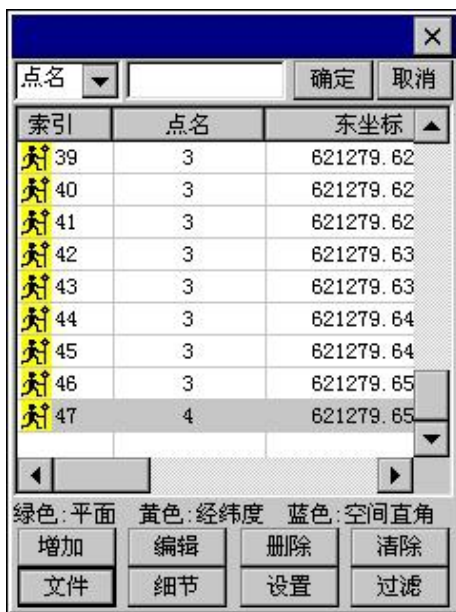 点名 确定 取消
索引 点名 东坐标
39 3 621279.62
40 3 621279.62
41 3 621279.62
42 3 621279.63
43 3 621279.63
44 3 621279.64
45 3 621279.64
46 3 621279.65
47 4 621279.65
绿色:平面 黄色:经纬度 蓝色:空间直角
增加 编辑 册除 清除
文件 细节 设置 过滤